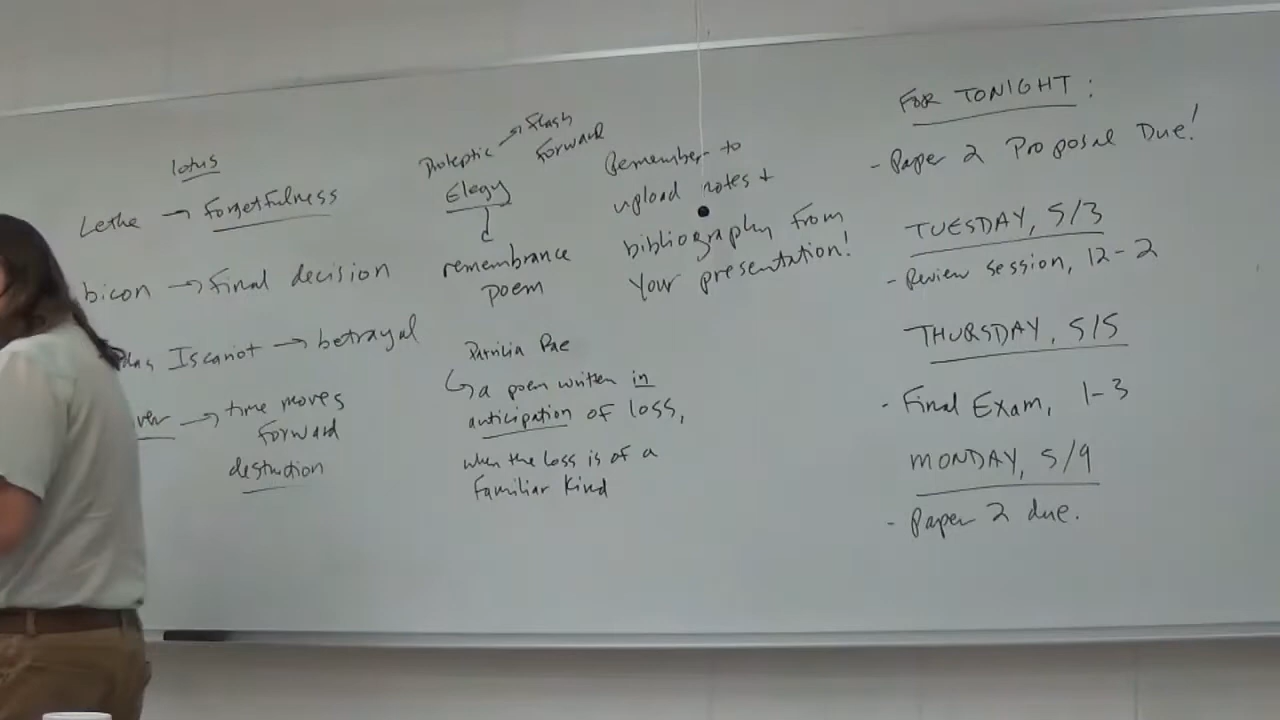 lotus
Lethe → forgetfulness
bicon → final decision
Iscariot → betrayal
ver → time moves
forward
destruction
Proleptic → flash
forward
Elegy
remembrance
poem
Patricia Rae
↳ a poem written in
anticipation of loss,
when the loss is of a
familiar kind
Remember to
upload notes +
bibliography from
your presentation!
FOR TONIGHT:
- Paper 2 Proposal Due!
TUESDAY, 5/3
- Review session, 12-2
THURSDAY, 5/5
- Final Exam, 1-3
MONDAY, 5/9
- Paper 2 due.